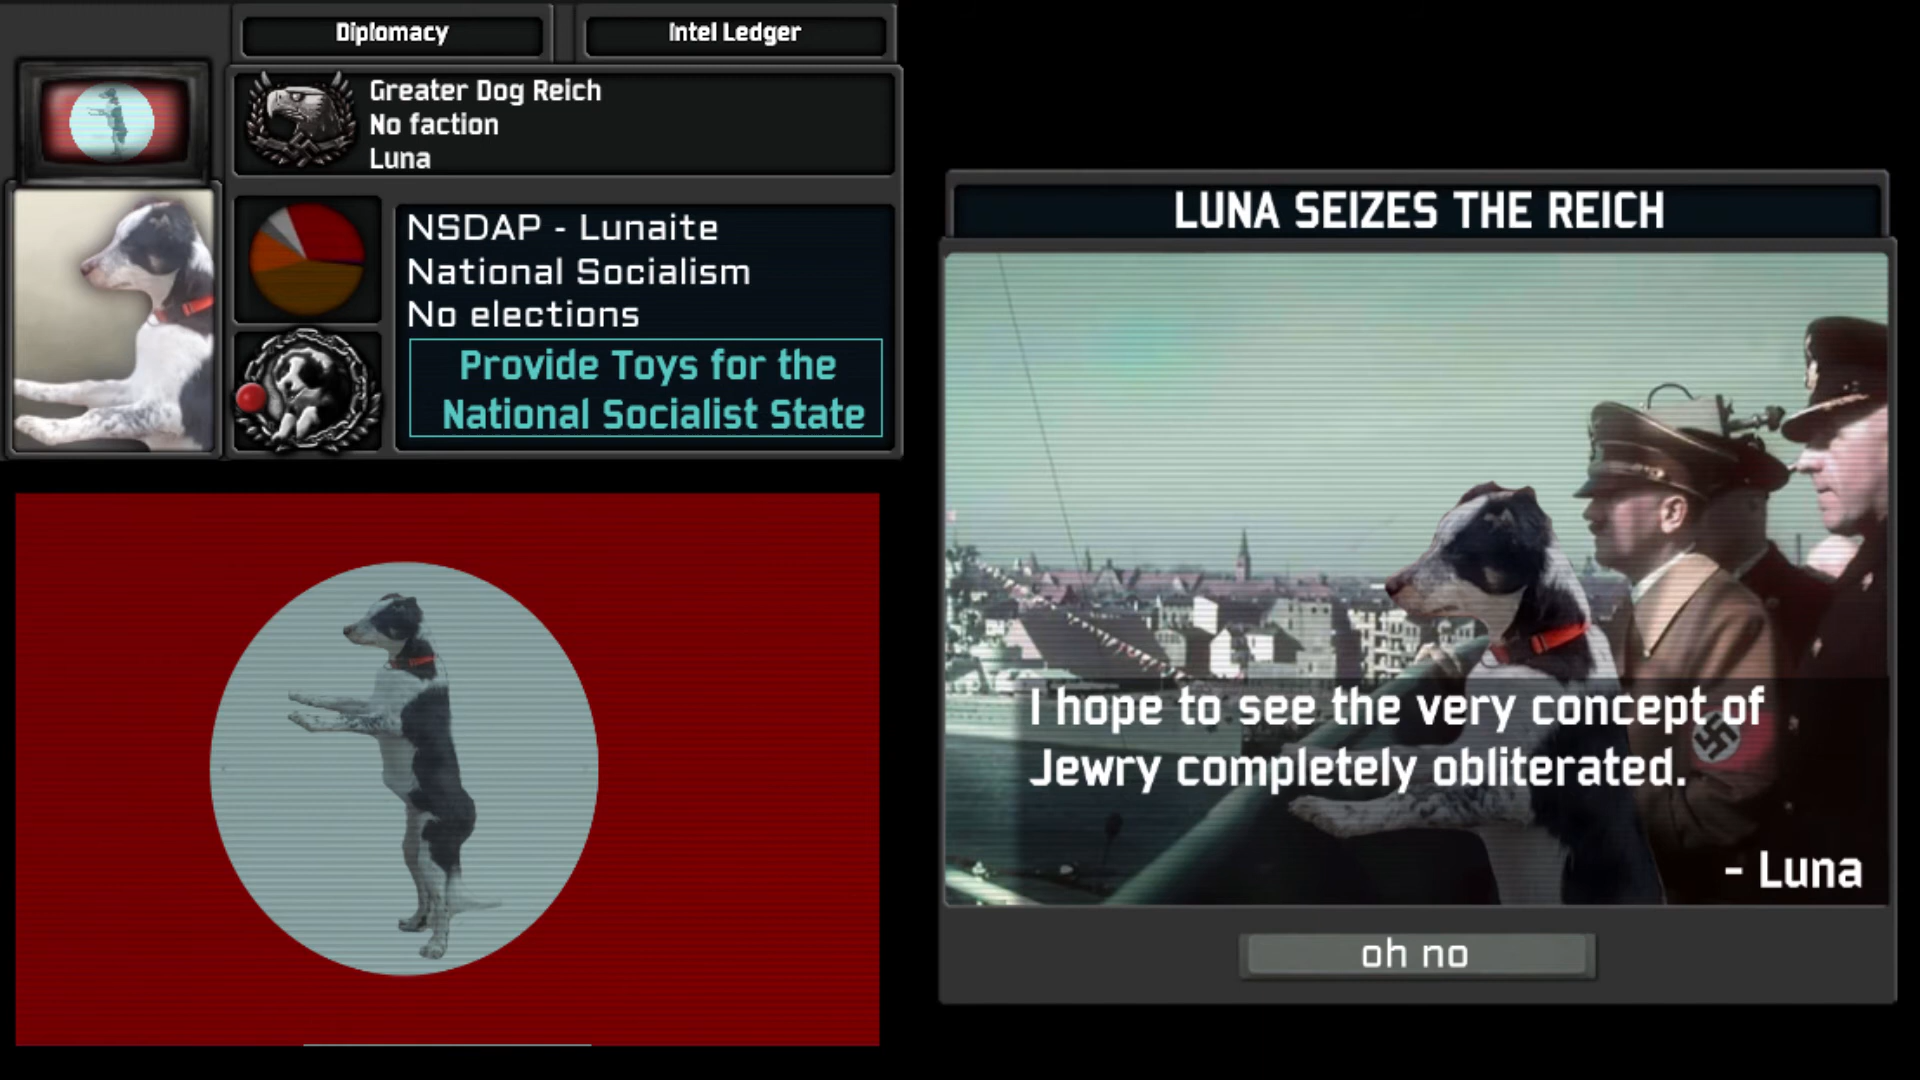 Diplomacy
Intel Ledger
Greater Dog Reich
No faction
Luna
NSDAP - Lunaite
National Socialism
No elections
Provide Toys for the
National Socialist State
LUNA SEIZES THE REICH
I hope to see the very concept of
Jewry completely obliterated.
- Luna
oh no